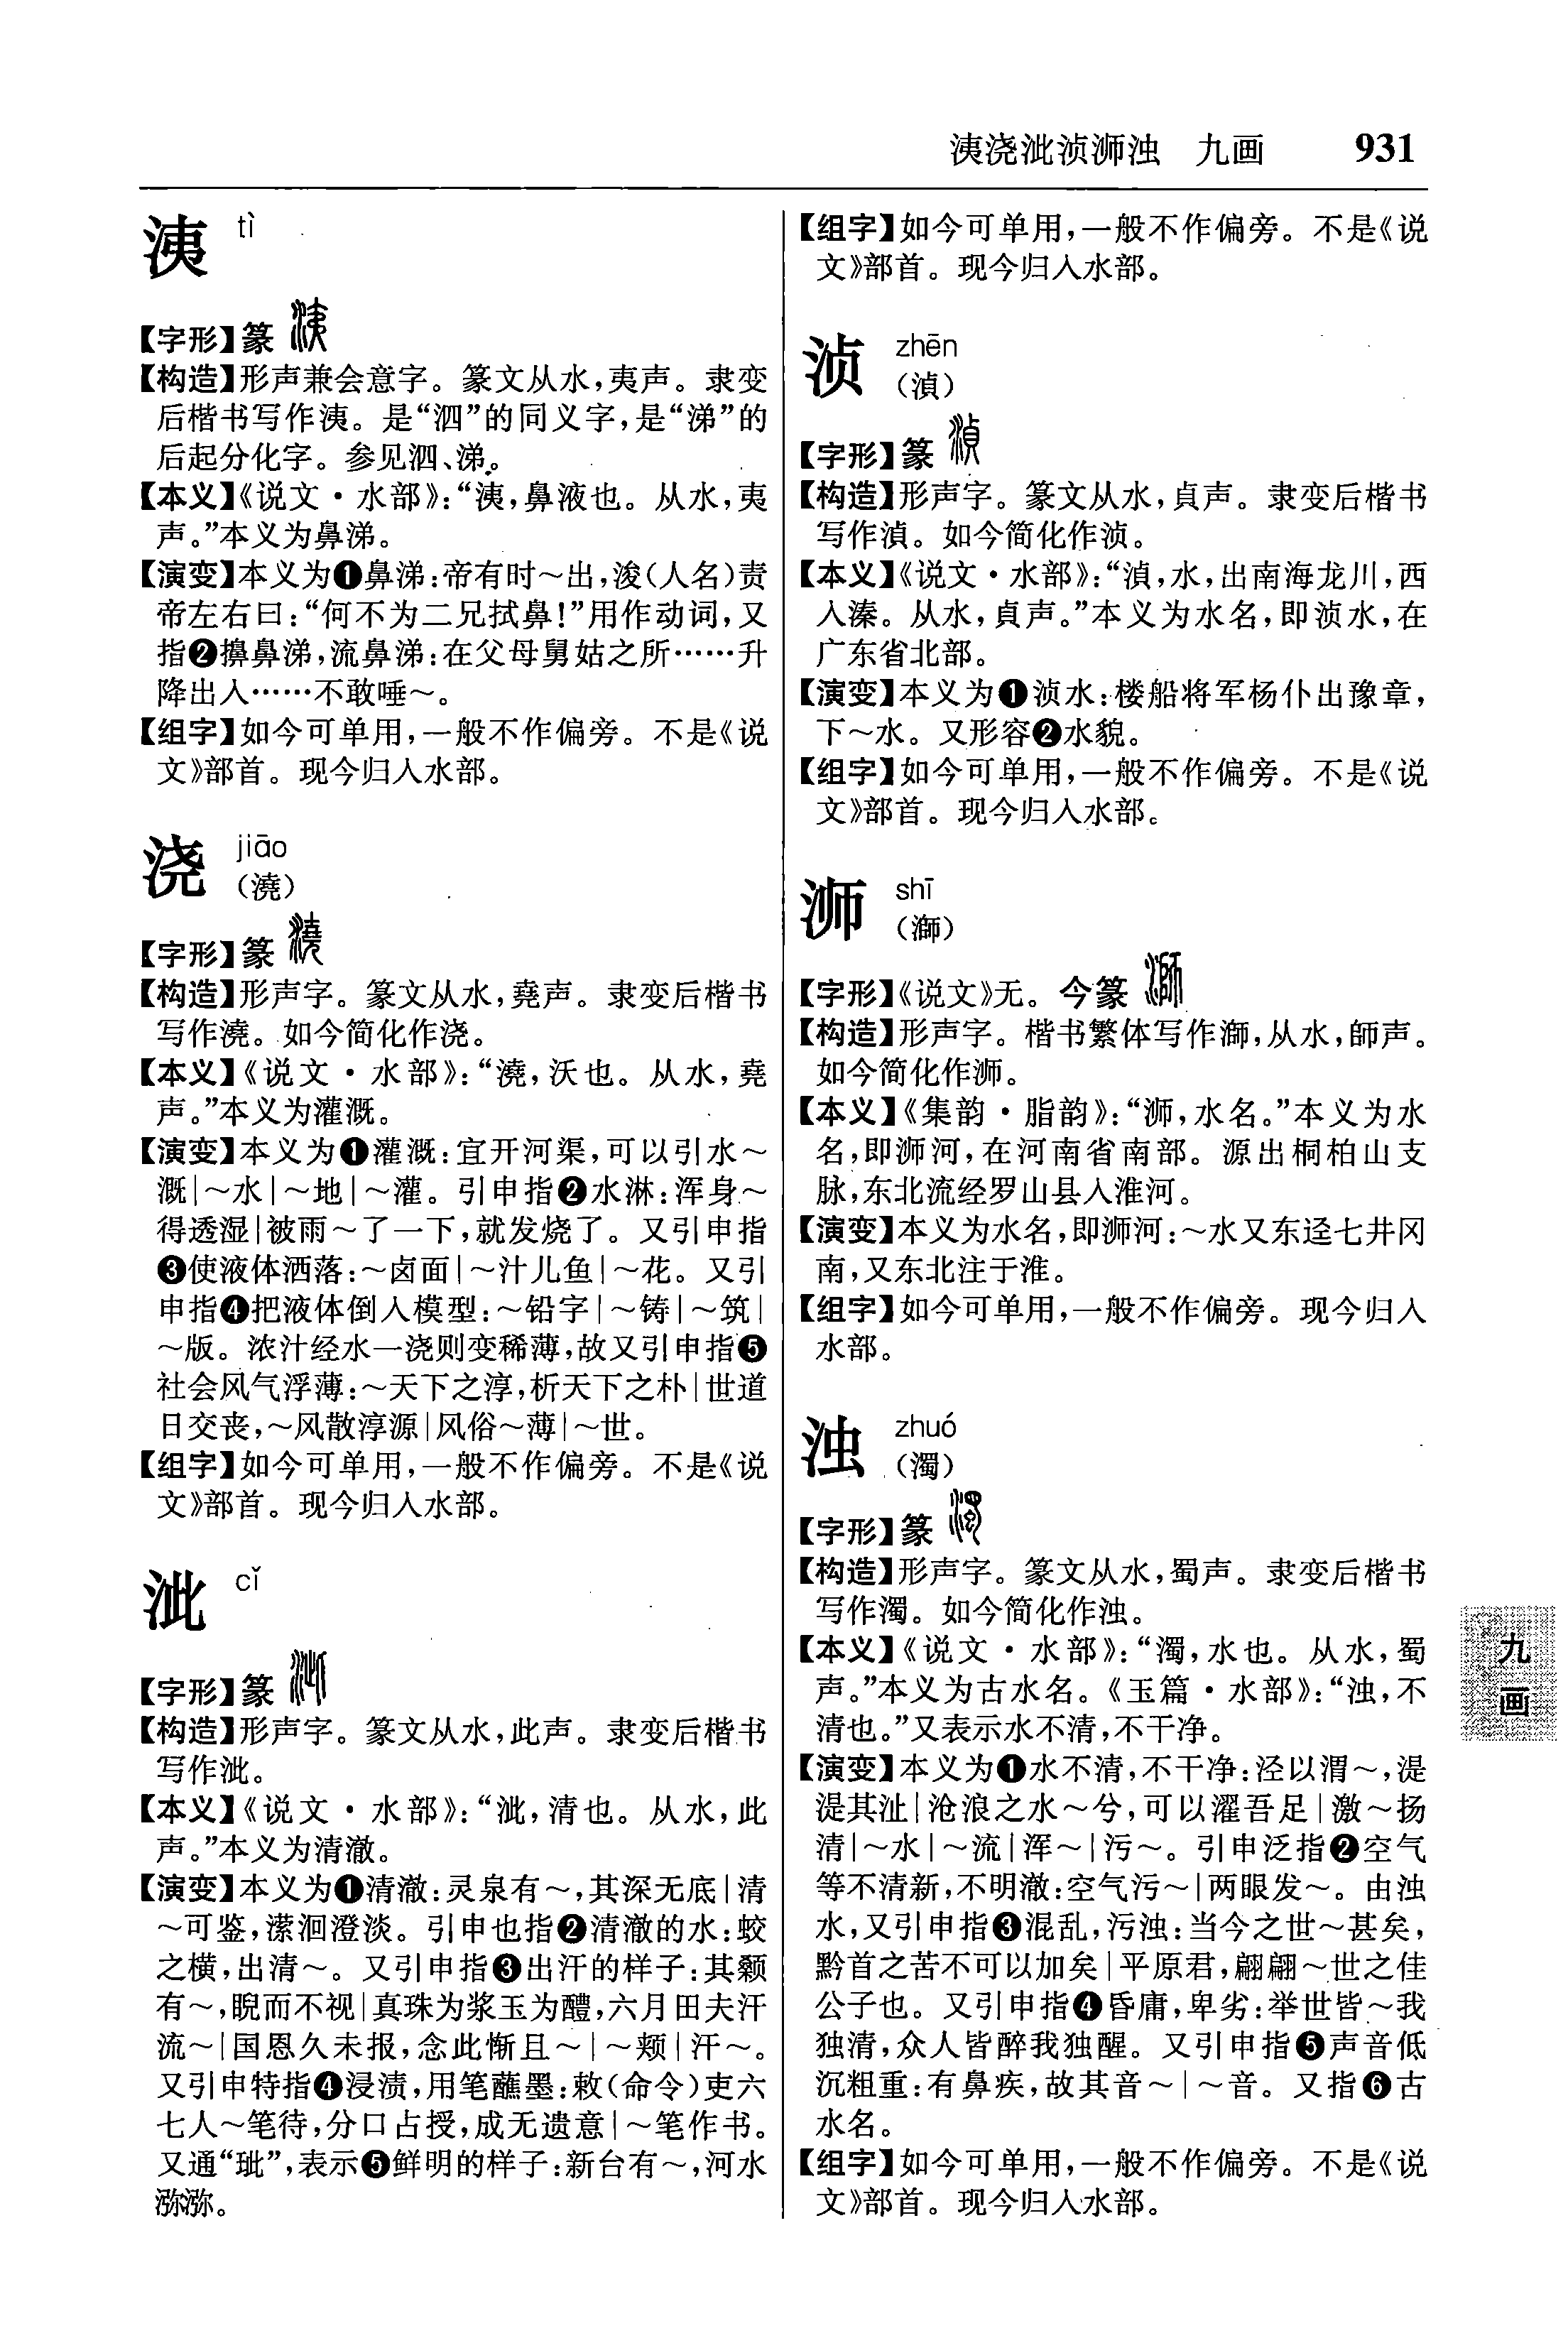 洟浇泚浈浉浊　九画　931
洟 tì
【字形】篆
【构造】形声兼会意字。篆文从水,夷声。隶变
后楷书写作洟。是“泗”的同义字,是“涕”的
后起分化字。参见泗、涕。
【本义】《说文·水部》:“洟,鼻液也。从水,夷
声。”本义为鼻涕。
【演变】本义为❶鼻涕:帝有时～出,浚(人名)责
帝左右曰:“何不为二兄拭鼻!”用作动词,又
指❷擤鼻涕,流鼻涕:在父母舅姑之所……升
降出入……不敢唾～。
【组字】如今可单用,一般不作偏旁。不是《说
文》部首。现今归入水部。
浇 jiāo
(澆)
【字形】篆
【构造】形声字。篆文从水,堯声。隶变后楷书
写作澆。如今简化作浇。
【本义】《说文·水部》:“澆,沃也。从水,堯
声。”本义为灌溉。
【演变】本义为❶灌溉:宜开河渠,可以引水～
溉|～水|～地|～灌。引申指❷水淋:浑身～
得透湿|被雨～了一下,就发烧了。又引申指
❸使液体洒落:～卤面|～汁儿鱼|～花。又引
申指❹把液体倒入模型:～铅字|～铸|～筑|
～版。浓汁经水一浇则变稀薄,故又引申指❺
社会风气浮薄:～天下之淳,析天下之朴|世道
日交丧,～风散淳源|风俗～薄|～世。
【组字】如今可单用,一般不作偏旁。不是《说
文》部首。现今归入水部。
泚 cǐ
【字形】篆
【构造】形声字。篆文从水,此声。隶变后楷书
写作泚。
【本义】《说文·水部》:“泚,清也。从水,此
声。”本义为清澈。
【演变】本义为❶清澈:灵泉有～,其深无底|清
～可鉴,潆洄澄淡。引申也指❷清澈的水:蛟
之横,出清～。又引申指❸出汗的样子:其颡
有～,睨而不视|真珠为浆玉为醴,六月田夫汗
流～|国恩久未报,念此惭且～|～颊|汗～。
又引申特指❹浸渍,用笔蘸墨:敕(命令)吏六
七人～笔待,分口占授,成无遗意|～笔作书。
又通“玼”,表示❺鲜明的样子:新台有～,河水
㳽㳽。
【组字】如今可单用,一般不作偏旁。不是《说
文》部首。现今归入水部。
浈 zhēn
(湞)
【字形】篆
【构造】形声字。篆文从水,貞声。隶变后楷书
写作湞。如今简化作浈。
【本义】《说文·水部》:“湞,水,出南海龙川,西
入溱。从水,貞声。”本义为水名,即浈水,在
广东省北部。
【演变】本义为❶浈水:楼船将军杨仆出豫章,
下～水。又形容❷水貌。
【组字】如今可单用,一般不作偏旁。不是《说
文》部首。现今归入水部。
浉 shī
(溮)
【字形】《说文》无。今篆
【构造】形声字。楷书繁体写作溮,从水,師声。
如今简化作浉。
【本义】《集韵·脂韵》:“浉,水名。”本义为水
名,即浉河,在河南省南部。源出桐柏山支
脉,东北流经罗山县入淮河。
【演变】本义为水名,即浉河:～水又东迳七井冈
南,又东北注于淮。
【组字】如今可单用,一般不作偏旁。现今归入
水部。
浊 zhuó
(濁)
【字形】篆
【构造】形声字。篆文从水,蜀声。隶变后楷书
写作濁。如今简化作浊。
【本义】《说文·水部》:“濁,水也。从水,蜀
声。”本义为古水名。《玉篇·水部》:“浊,不
清也。”又表示水不清,不干净。
【演变】本义为❶水不清,不干净:泾以渭～,湜
湜其沚|沧浪之水～兮,可以濯吾足|激～扬
清|～水|～流|浑～|污～。引申泛指❷空气
等不清新,不明澈:空气污～|两眼发～。由浊
水,又引申指❸混乱,污浊:当今之世～甚矣,
黔首之苦不可以加矣|平原君,翩翩～世之佳
公子也。又引申指❹昏庸,卑劣:举世皆～我
独清,众人皆醉我独醒。又引申指❺声音低
沉粗重:有鼻疾,故其音～|～音。又指❻古
水名。
【组字】如今可单用,一般不作偏旁。不是《说
文》部首。现今归入水部。
九
画